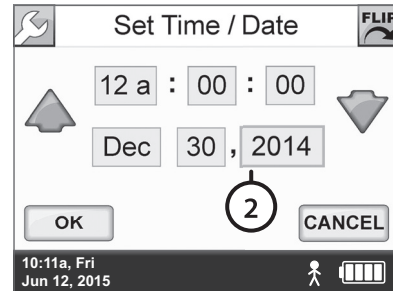 Set Time / Date FLIP
12 a : 00 : 00
Dec 30 , 2014
2
OK CANCEL
10:11a, Fri
Jun 12, 2015